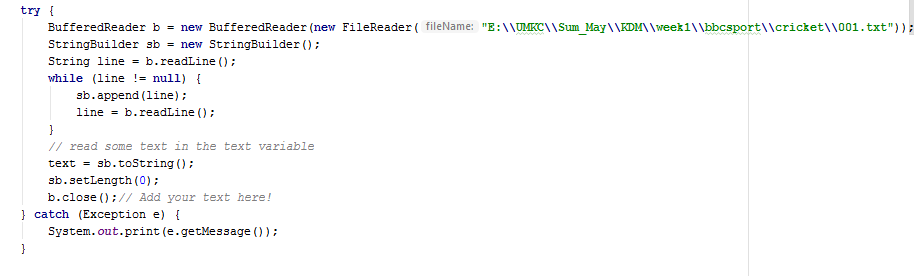 try {
    BufferedReader b = new BufferedReader(new FileReader( fileName: "E:\\UMKC\\Sum_May\\KDM\\week1\\bbcsport\\cricket\\001.txt"));
    StringBuilder sb = new StringBuilder();
    String line = b.readLine();
    while (line != null) {
        sb.append(line);
        line = b.readLine();
    }
    // read some text in the text variable
    text = sb.toString();
    sb.setLength(0);
    b.close();// Add your text here!
} catch (Exception e) {
    System.out.print(e.getMessage());
}